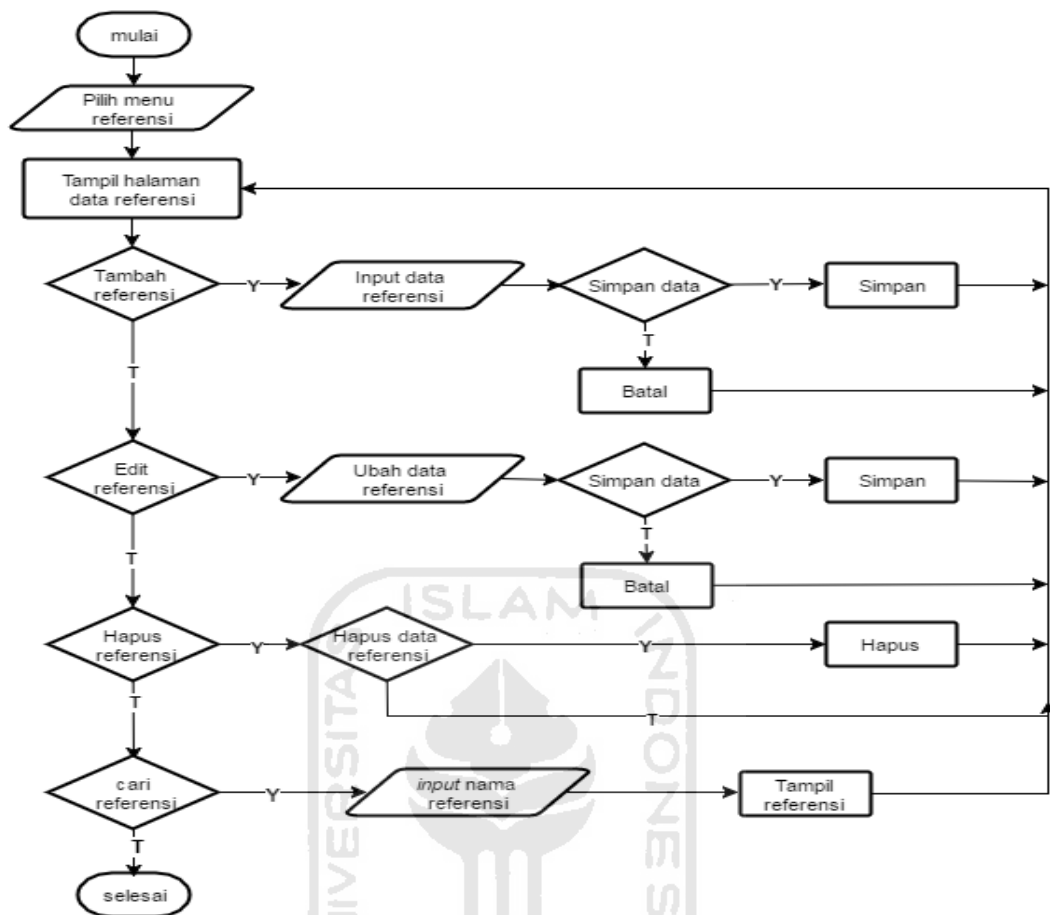 mulai
Pilih menu
referensi
Tampil halaman
data referensi
Tambah
referensi
Y
Input data
referensi
Simpan data
Y
Simpan
T
Batal
T
Edit
referensi
Y
Ubah data
referensi
Simpan data
Y
Simpan
T
Batal
T
Hapus
referensi
Y
Hapus data
referensi
Y
Hapus
T
T
cari
referensi
Y
input nama
referensi
Tampil
referensi
T
selesai
ISLAM